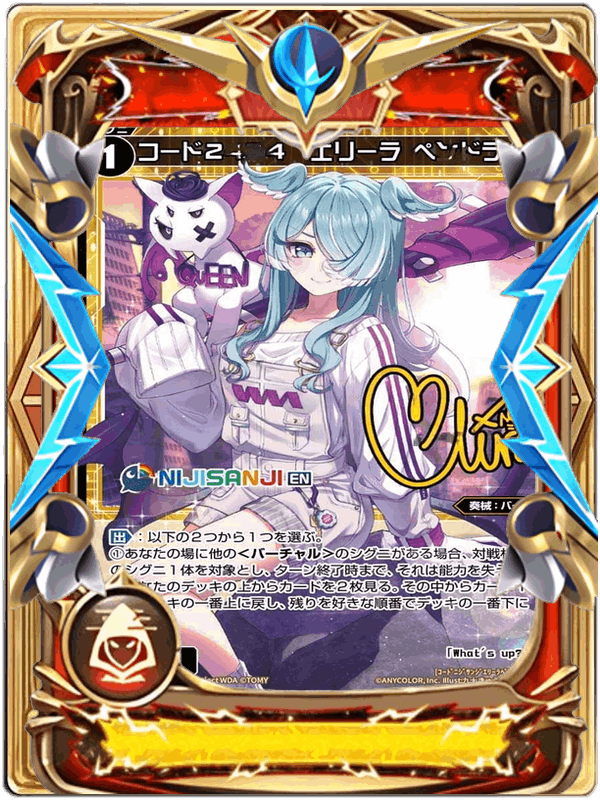 1 コード2 4 エリーラ ペンドラ
QUEEN
NIJISANJI EN
奏械：バー
出：以下の２つから１つを選ぶ。
①あなたの場に他の＜バーチャル＞のシグニがある場合、対戦相
のシグニ１体を対象とし、ターン終了時まで、それは能力を失
なたのデッキの上からカードを２枚見る。その中からカー
キの一番上に戻し、残りを好きな順番でデッキの一番下に
「What's up?
ject WDA ©TOMY
©ANYCOLOR, Inc. Illust: